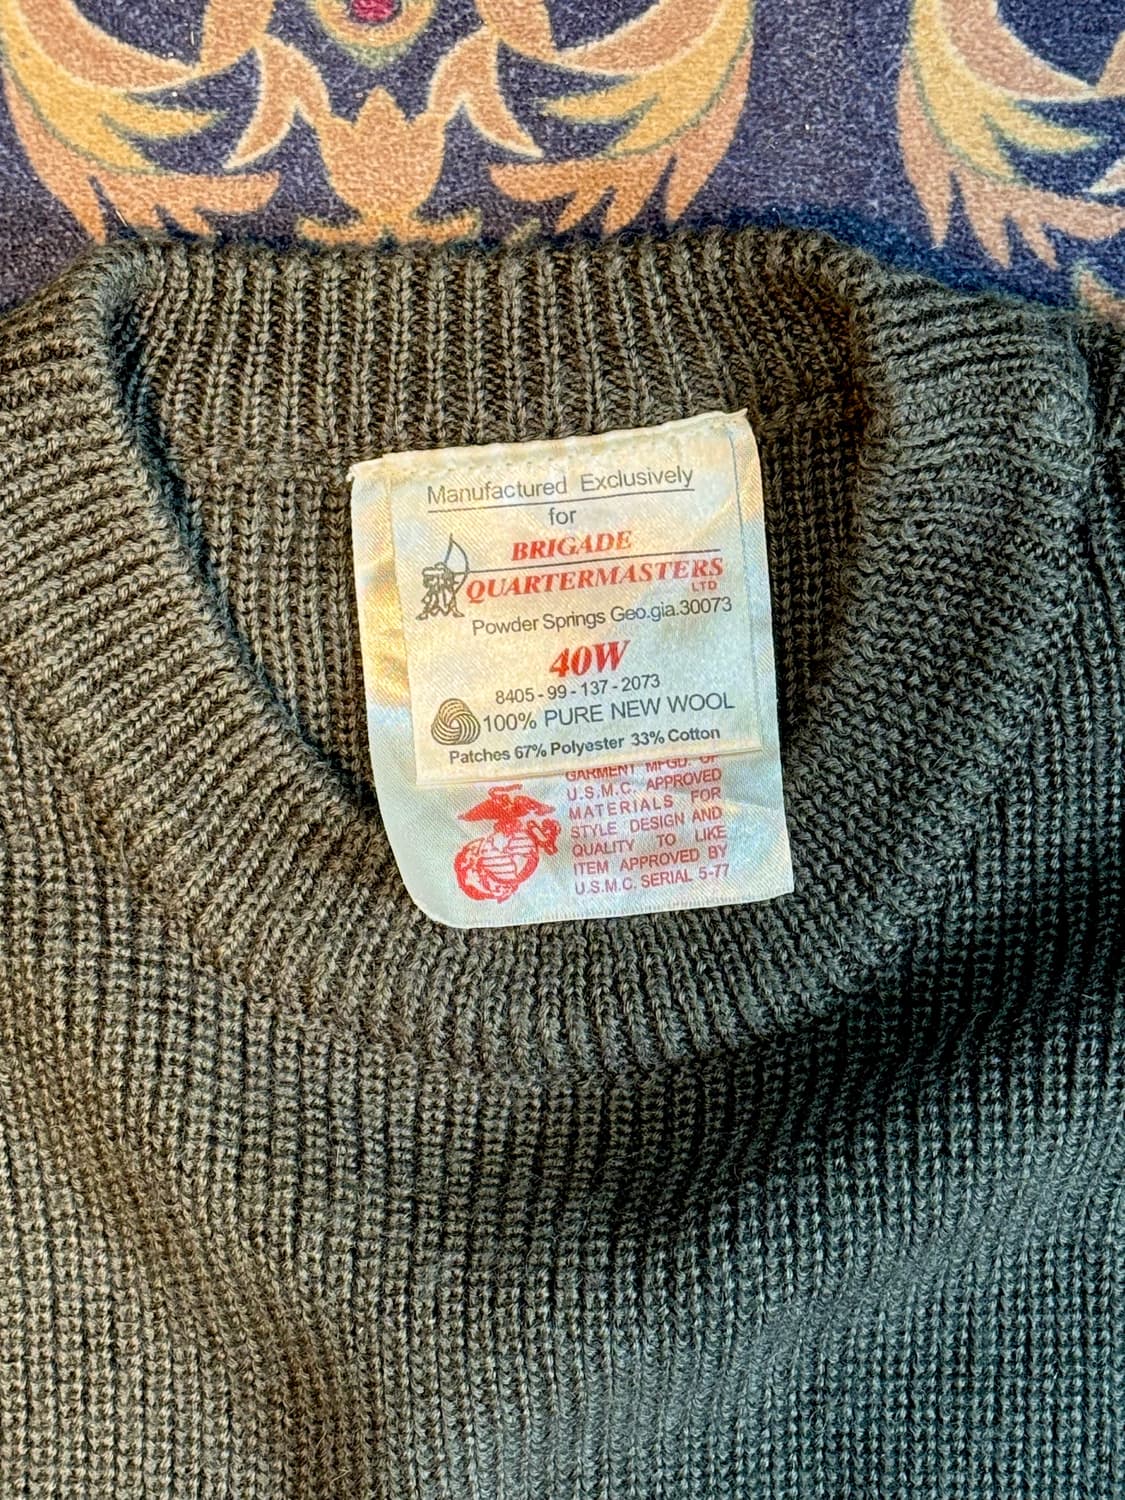 Manufactured Exclusively
for
BRIGADE
QUARTERMASTERS
LTD
Powder Springs Geo.gia.30073
40W
8405-99-137-2073
100% PURE NEW WOOL
Patches 67% Polyester 33% Cotton
GARMENT MFGD. OF
U.S.M.C. APPROVED
MATERIALS FOR
STYLE DESIGN AND
QUALITY TO LIKE
ITEM APPROVED BY
U.S.M.C. SERIAL 5-77